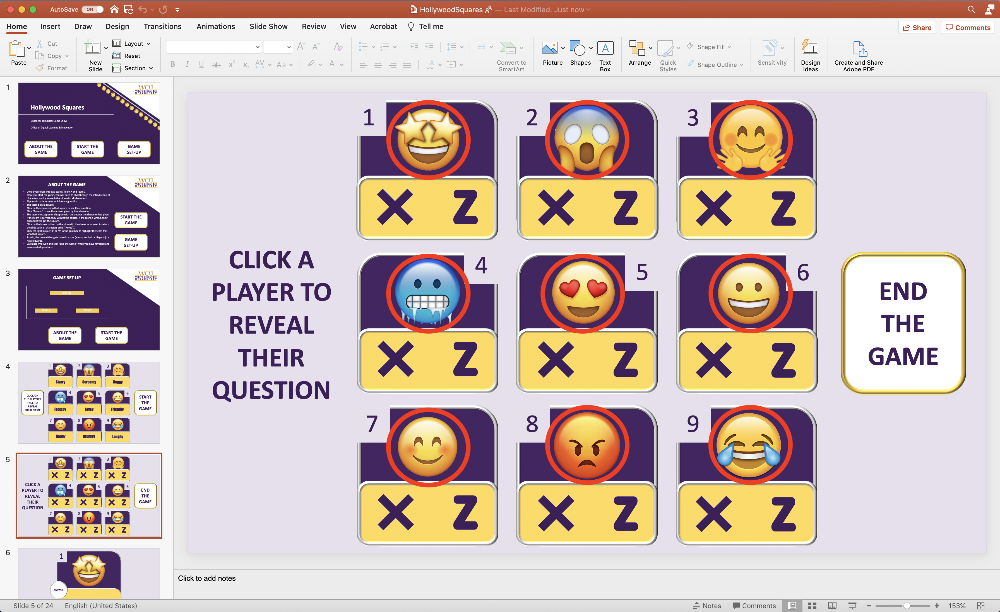 AutoSave ON
HollywoodSquares — Last Modified: Just now
Home Insert Draw Design Transitions Animations Slide Show Review View Acrobat Tell me
Share Comments
Paste
Cut
Copy
Format
New
Slide
Layout
Reset
Section
B I U ab x² x₂ AV Aa A
Convert to
SmartArt
Picture
Shapes
Text
Box
Arrange
Quick
Styles
Shape Fill
Shape Outline
Sensitivity
Design
Ideas
Create and Share
Adobe PDF
1
WCU
WEST CHESTER
UNIVERSITY
Hollywood Squares
Slidedeck Template: Game Show
Office of Digital Learning & Innovation
ABOUT THE
GAME
START THE
GAME
GAME
SET-UP
2
WCU
WEST CHESTER
UNIVERSITY
ABOUT THE GAME
• Divide your class into two teams. Team X and Team Z
• Once you start the game, you will need to click through the introduction of
characters until you reach the slide with all characters.
• Flip a coin to determine which team goes first.
• The team picks a square.
• Click on the character in that square to see their question.
• Click "Answer" to see the answer given by that character.
• The team must agree or disagree with the answer the character has given.
• If the team is correct, they will get the square. If the team is wrong, their
opponent will get the square.
• Click on the home button on the slide with the character answer to return
the slide with all characters on it ("Home").
• Click the light purple "X" or "Z" in the gold box to highlight the team that
won that square.
• To win, the team either gets three in a row (across, vertical or diagonal) or
has 5 squares.
• Calculate who won and click "End the Game" when you have revealed and
answered all questions.
START THE
GAME
GAME
SET-UP
3
WCU
WEST CHESTER
UNIVERSITY
GAME SET-UP
SCREEN
TEAM X TEAM Z
ABOUT THE
GAME
START THE
GAME
4
1 2 3
Starry Screamy Huggy
CLICK ON
THE PLAYER'S
FACE TO
REVEAL
THEIR NAME
4 5 6
Freezey Lovey Friendly
START
THE
GAME
7 8 9
Happy Grumpy Laughy
5
1 2 3
X Z X Z X Z
CLICK A
PLAYER TO
REVEAL
THEIR
QUESTION
4 5 6
X Z X Z X Z
END
THE
GAME
7 8 9
X Z X Z X Z
6
1
ANSWER
1 2 3
X Z X Z X Z
CLICK A
PLAYER TO
REVEAL
THEIR
QUESTION
4 5 6
X Z X Z X Z
END
THE
GAME
7 8 9
X Z X Z X Z
Click to add notes
Slide 5 of 24 English (United States)
Notes Comments 153%